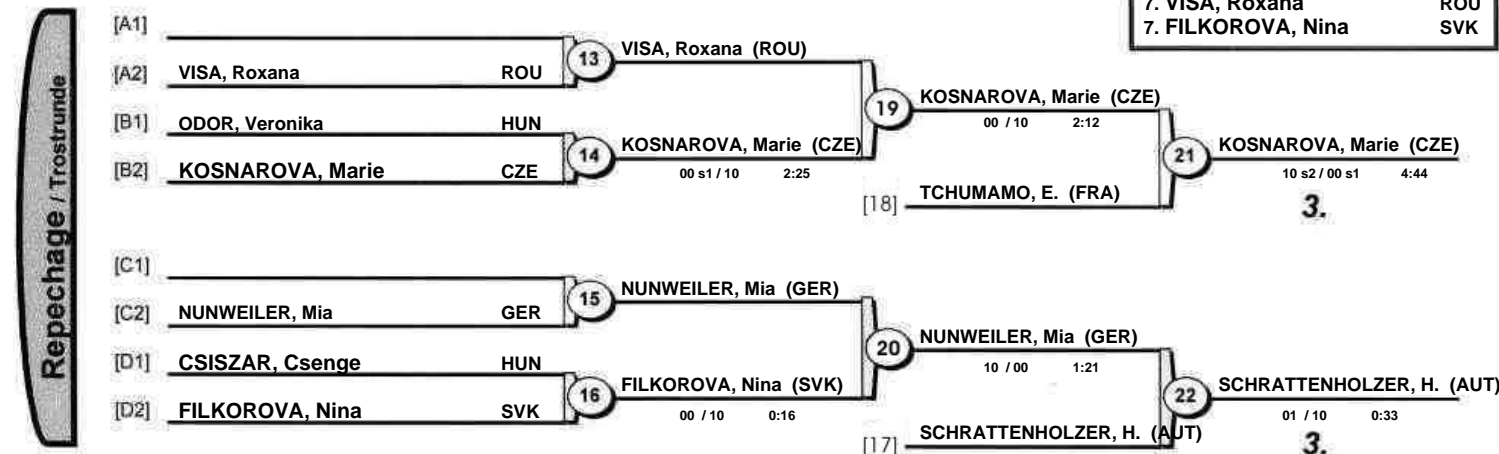 7. VISA, Roxana ROU
7. FILKOROVA, Nina SVK
Repechage / Trostrunde
[A1]
[A2] VISA, Roxana ROU
13 VISA, Roxana (ROU)
[B1] ODOR, Veronika HUN
[B2] KOSNAROVA, Marie CZE
14 KOSNAROVA, Marie (CZE)
00 s1 / 10 2:25
19 KOSNAROVA, Marie (CZE)
00 / 10 2:12
[18] TCHUMAMO, E. (FRA)
21 KOSNAROVA, Marie (CZE)
10 s2 / 00 s1 4:44
3.
[C1]
[C2] NUNWEILER, Mia GER
15 NUNWEILER, Mia (GER)
[D1] CSISZAR, Csenge HUN
[D2] FILKOROVA, Nina SVK
16 FILKOROVA, Nina (SVK)
00 / 10 0:16
20 NUNWEILER, Mia (GER)
10 / 00 1:21
[17] SCHRATTENHOLZER, H. (AUT)
22 SCHRATTENHOLZER, H. (AUT)
01 / 10 0:33
3.